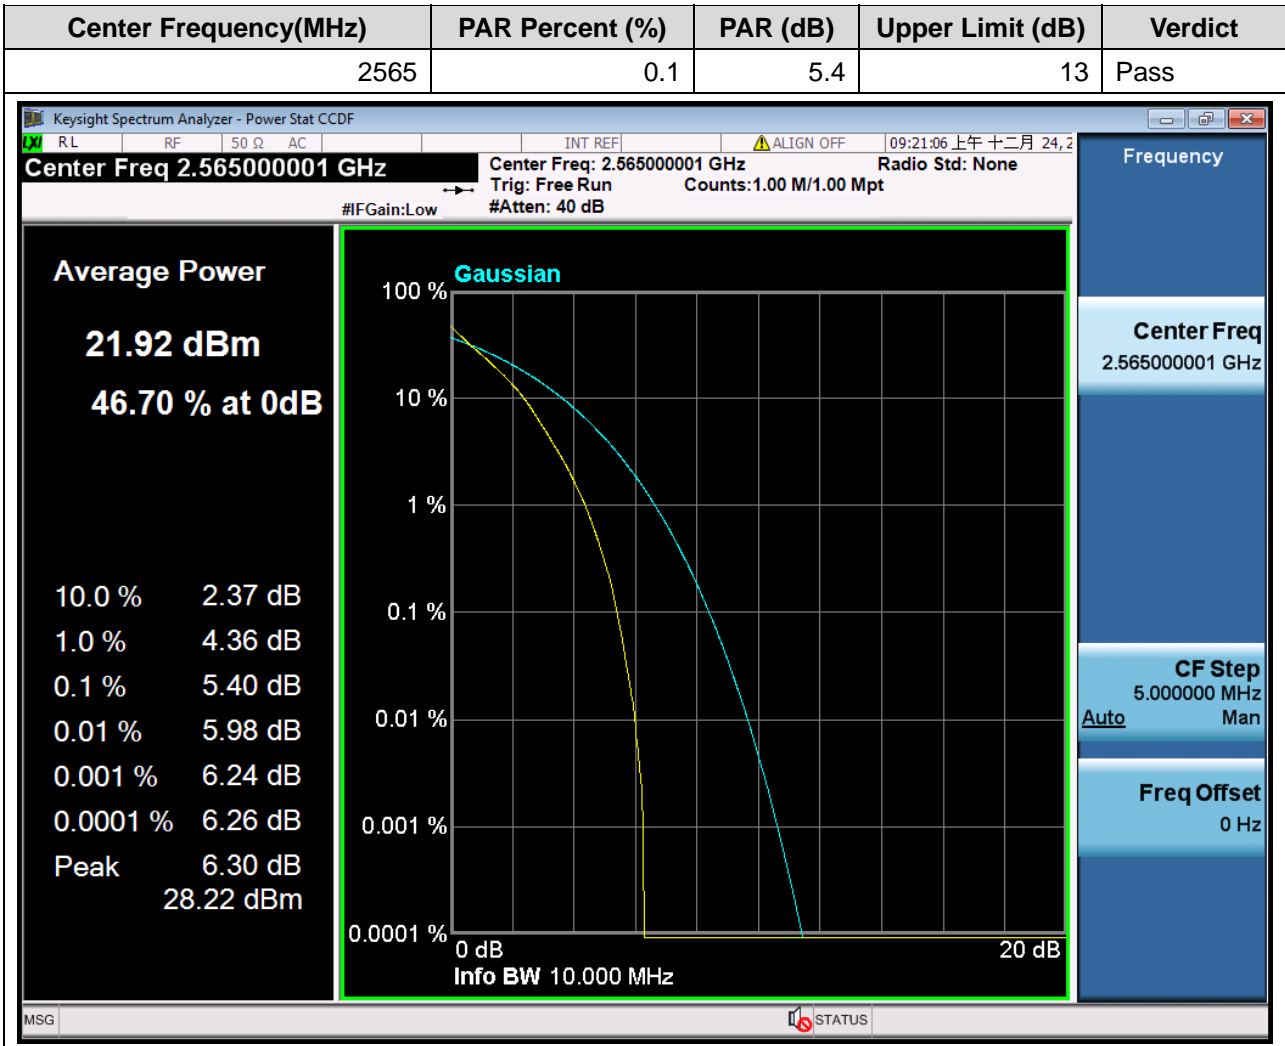 Center Frequency(MHz) PAR Percent (%) PAR (dB) Upper Limit (dB) Verdict
2565 0.1 5.4 13 Pass
Keysight Spectrum Analyzer - Power Stat CCDF
LXI RL RF 50 Ω AC INT REF ALIGN OFF 09:21:06 上午 十二月 24, 2
Center Freq 2.565000001 GHz
Center Freq: 2.565000001 GHz Radio Std: None
Trig: Free Run Counts:1.00 M/1.00 Mpt
#IFGain:Low #Atten: 40 dB
Frequency
Average Power
21.92 dBm
46.70 % at 0dB
10.0 % 2.37 dB
1.0 % 4.36 dB
0.1 % 5.40 dB
0.01 % 5.98 dB
0.001 % 6.24 dB
0.0001 % 6.26 dB
Peak 6.30 dB
28.22 dBm
Gaussian
100 %
10 %
1 %
0.1 %
0.01 %
0.001 %
0.0001 %
0 dB 20 dB
Info BW 10.000 MHz
Center Freq
2.565000001 GHz
CF Step
5.000000 MHz
Auto Man
Freq Offset
0 Hz
MSG STATUS